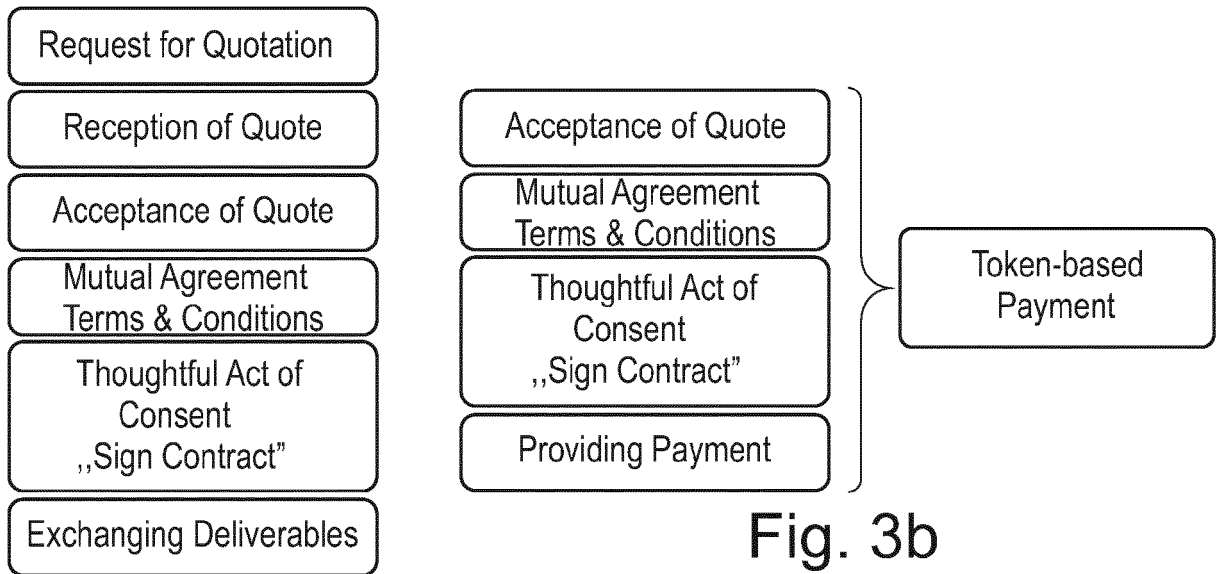 Request for Quotation
Reception of Quote
Acceptance of Quote
Mutual Agreement
Terms & Conditions
Thoughtful Act of
Consent
,,Sign Contract”
Exchanging Deliverables
Acceptance of Quote
Mutual Agreement
Terms & Conditions
Thoughtful Act of
Consent
,,Sign Contract”
Providing Payment
Token-based
Payment
Fig. 3b